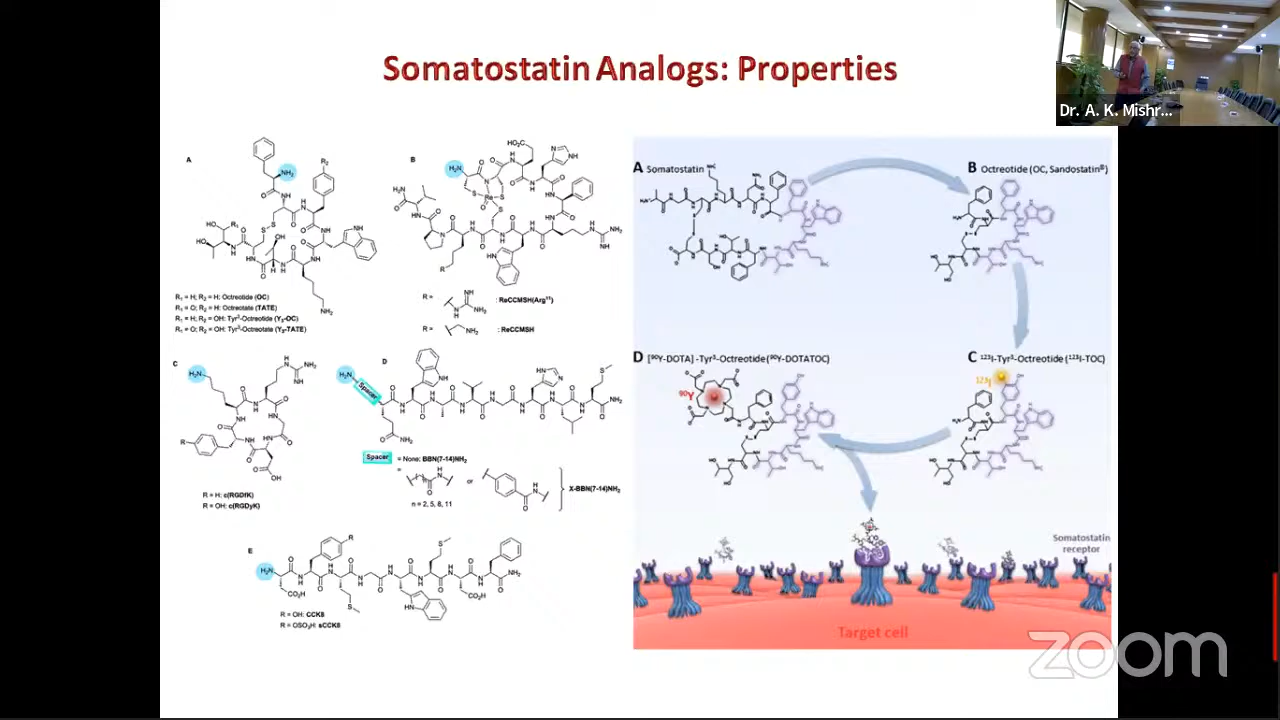 Somatostatin Analogs: Properties
Dr. A. K. Mishr...
A
R₁ = H; R₂ = H: Octreotide (OC)
R₁ = O; R₂ = H: Octreotate (TATE)
R₁ = H; R₂ = OH: Tyr³-Octreotide (Y₃-OC)
R₁ = O; R₂ = OH: Tyr³-Octreotate (Y₃-TATE)
B
R =
: ReCCMSH(Arg¹¹)
R =
: ReCCMSH
C
R = H: c(RGDfK)
R = OH: c(RGDyK)
D
Spacer
Spacer = None: BBN(7-14)NH₂
=
or
n = 2, 5, 8, 11
X-BBN(7-14)NH₂
E
R = OH: CCK8
R = OSO₃H: sCCK8
A Somatostatin
B Octreotide (OC, Sandostatin®)
D [⁹⁰Y-DOTA]-Tyr³-Octreotide (⁹⁰Y-DOTATOC)
C ¹²³I-Tyr³-Octreotide (¹²³I-TOC)
⁹⁰Y
¹²³I
Somatostatin
receptor
Target cell
zoom